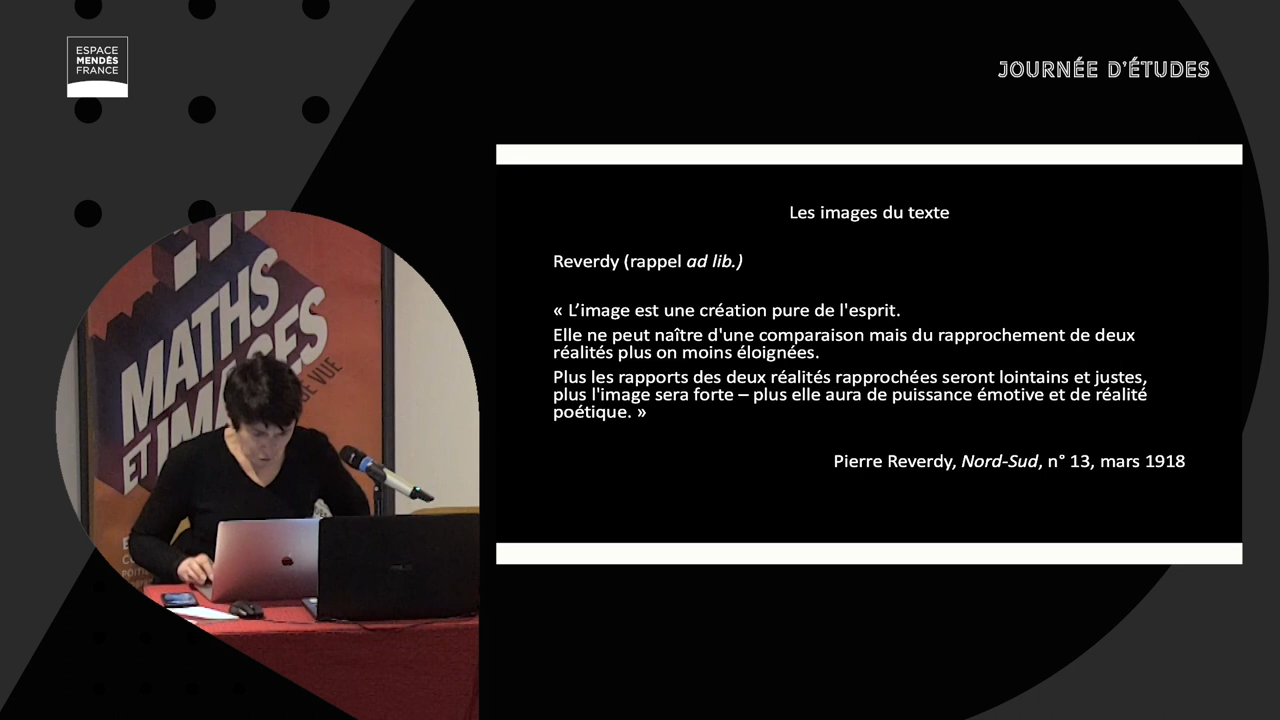 ESPACE
MENDÈS
FRANCE
JOURNÉE D'ÉTUDES
Les images du texte
Reverdy (rappel ad lib.)
« L’image est une création pure de l'esprit.
Elle ne peut naître d'une comparaison mais du rapprochement de deux
réalités plus on moins éloignées.
Plus les rapports des deux réalités rapprochées seront lointains et justes,
plus l'image sera forte – plus elle aura de puissance émotive et de réalité
poétique. »
Pierre Reverdy, Nord-Sud, n° 13, mars 1918
MATHS
ET IMAGES
DE VUE